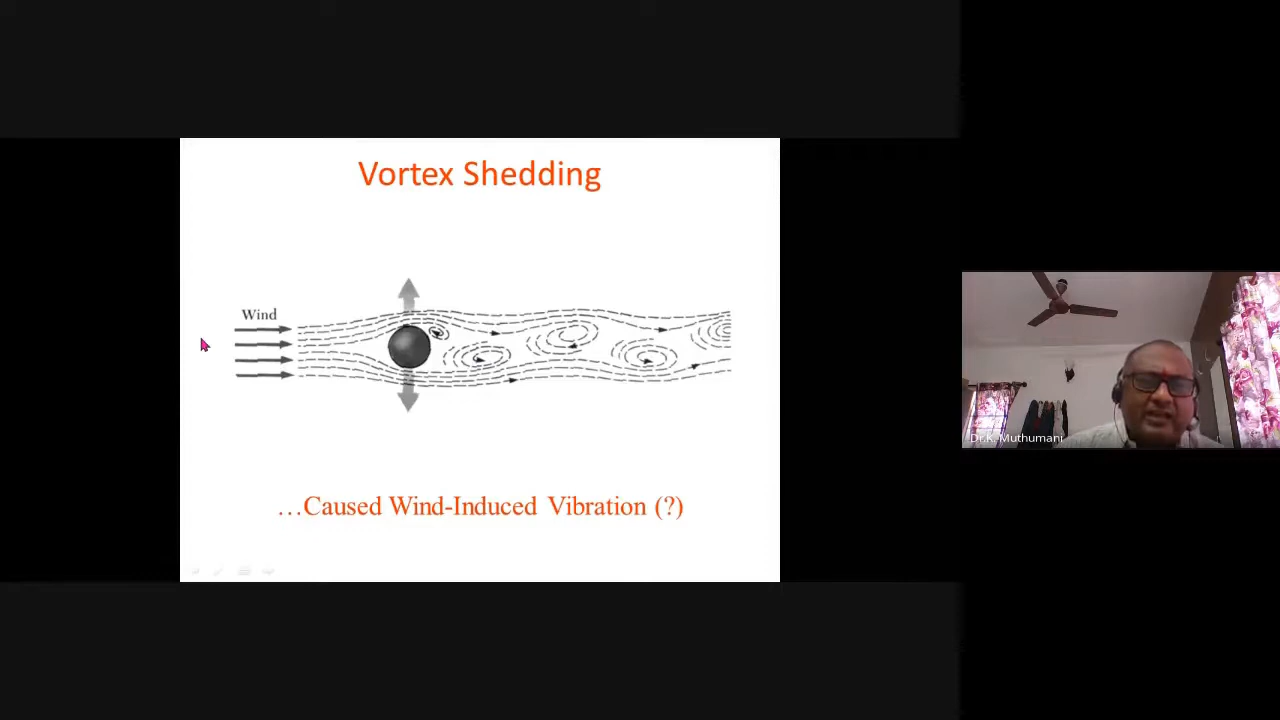 Vortex Shedding
Wind
…Caused Wind-Induced Vibration (?)
Dr.K. Muthumani